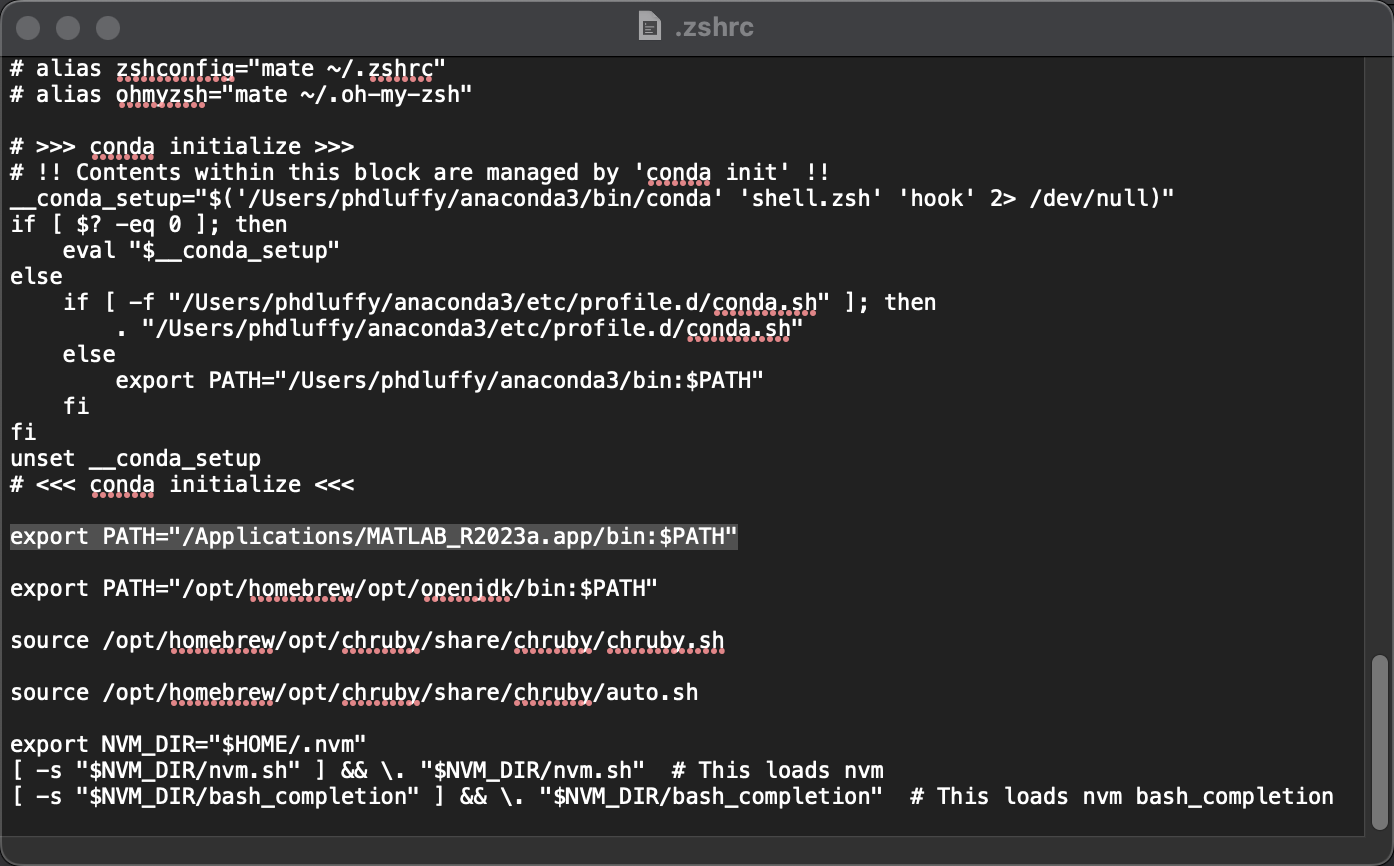 .zshrc
# alias zshconfig="mate ~/.zshrc"
# alias ohmyzsh="mate ~/.oh-my-zsh"
# >>> conda initialize >>>
# !! Contents within this block are managed by 'conda init' !!
__conda_setup="$('/Users/phdluffy/anaconda3/bin/conda' 'shell.zsh' 'hook' 2> /dev/null)"
if [ $? -eq 0 ]; then
    eval "$__conda_setup"
else
    if [ -f "/Users/phdluffy/anaconda3/etc/profile.d/conda.sh" ]; then
        . "/Users/phdluffy/anaconda3/etc/profile.d/conda.sh"
    else
        export PATH="/Users/phdluffy/anaconda3/bin:$PATH"
    fi
fi
unset __conda_setup
# <<< conda initialize <<<
export PATH="/Applications/MATLAB_R2023a.app/bin:$PATH"
export PATH="/opt/homebrew/opt/openjdk/bin:$PATH"
source /opt/homebrew/opt/chruby/share/chruby/chruby.sh
source /opt/homebrew/opt/chruby/share/chruby/auto.sh
export NVM_DIR="$HOME/.nvm"
[ -s "$NVM_DIR/nvm.sh" ] && \. "$NVM_DIR/nvm.sh"  # This loads nvm
[ -s "$NVM_DIR/bash_completion" ] && \. "$NVM_DIR/bash_completion"  # This loads nvm bash_completion